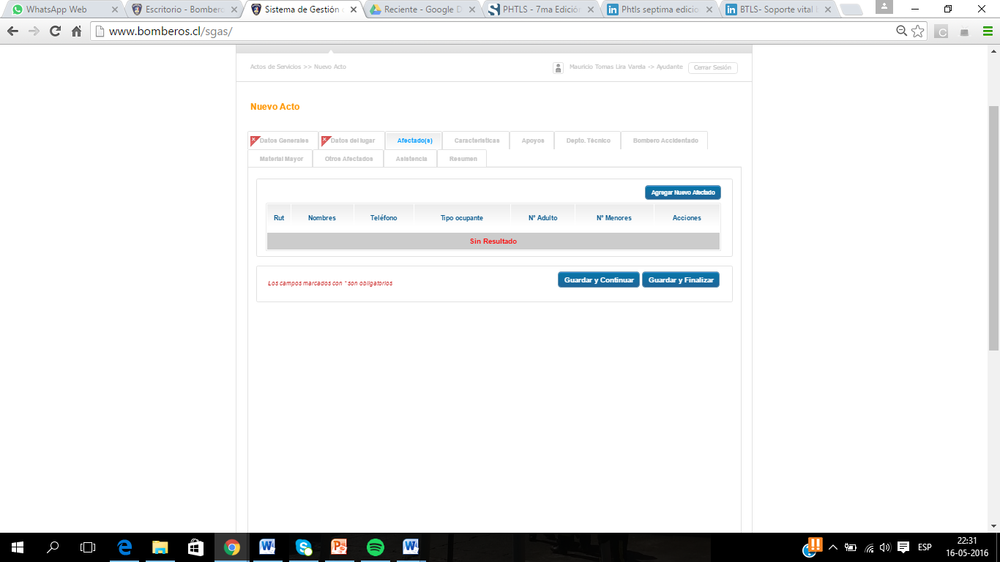 WhatsApp Web
Escritorio - Bombero
Sistema de Gestión
Reciente - Google D
PHTLS - 7ma Edición
Phtls septima edicio
BTLS- Soporte vital
www.bomberos.cl/sgas/
Actos de Servicios >> Nuevo Acto
Mauricio Tomas Lira Varela -> Ayudante
Cerrar Sesión
Nuevo Acto
Datos Generales
Datos del lugar
Afectado(s)
Características
Apoyos
Depto. Técnico
Bombero Accidentado
Material Mayor
Otros Afectados
Asistencia
Resumen
Agregar Nuevo Afectado
Rut Nombres Teléfono Tipo ocupante N° Adulto N° Menores Acciones
Sin Resultado
Los campos marcados con * son obligatorios
Guardar y Continuar
Guardar y Finalizar
ESP
22:31
16-05-2016